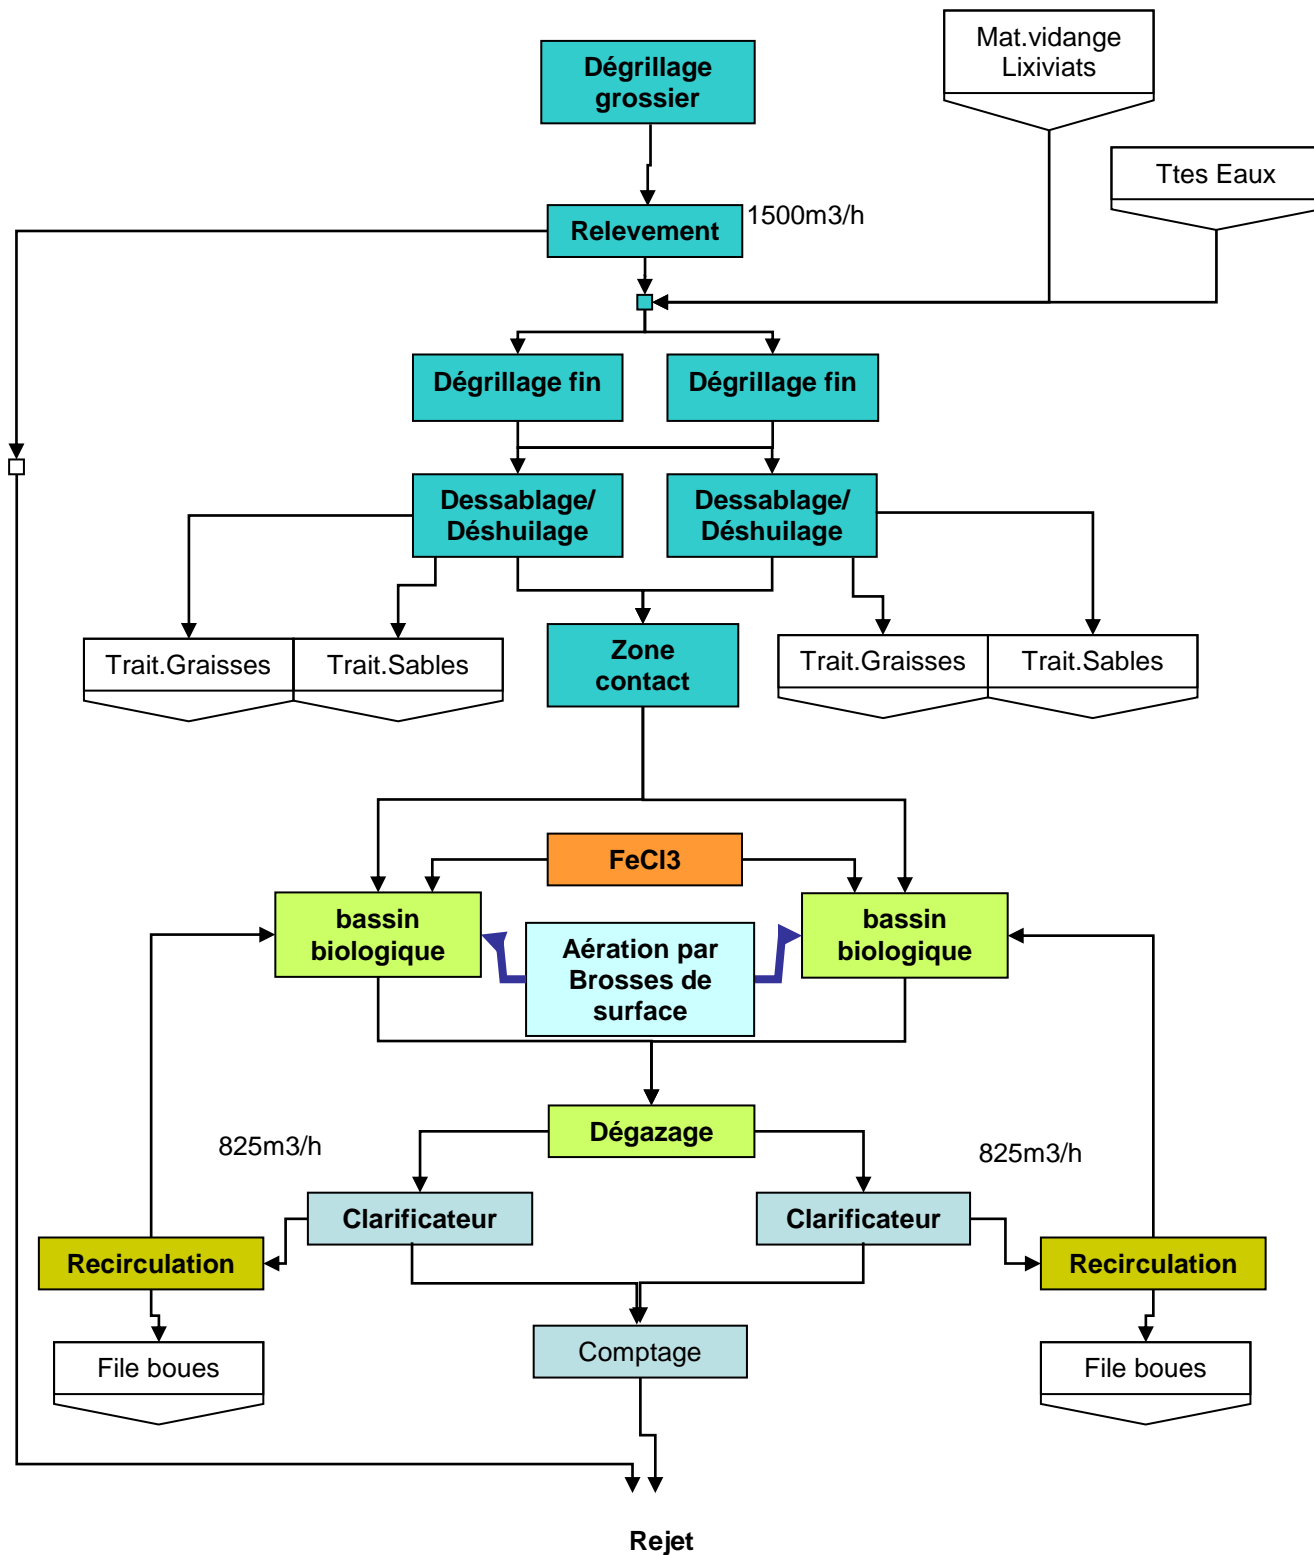 Mat.vidange
Lixiviats
Dégrillage
grossier
Ttes Eaux
Relevement
1500m3/h
Dégrillage fin
Dégrillage fin
Dessablage/
Déshuilage
Dessablage/
Déshuilage
Trait.Graisses
Trait.Sables
Zone
contact
Trait.Graisses
Trait.Sables
FeCl3
bassin
biologique
Aération par
Brosses de
surface
bassin
biologique
Dégazage
825m3/h
825m3/h
Clarificateur
Clarificateur
Recirculation
Recirculation
Comptage
File boues
File boues
Rejet